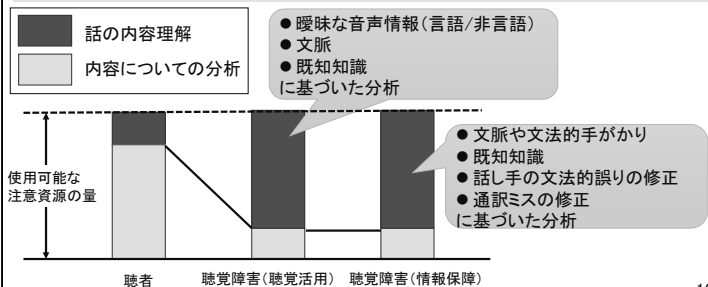 話の内容理解
内容についての分析
● 曖昧な音声情報(言語/非言語)
● 文脈
● 既知知識
に基づいた分析
● 文脈や文法的手がかり
● 既知知識
● 話し手の文法的誤りの修正
● 通訳ミスの修正
に基づいた分析
使用可能な
注意資源の量
聴者
聴覚障害(聴覚活用)
聴覚障害(情報保障)